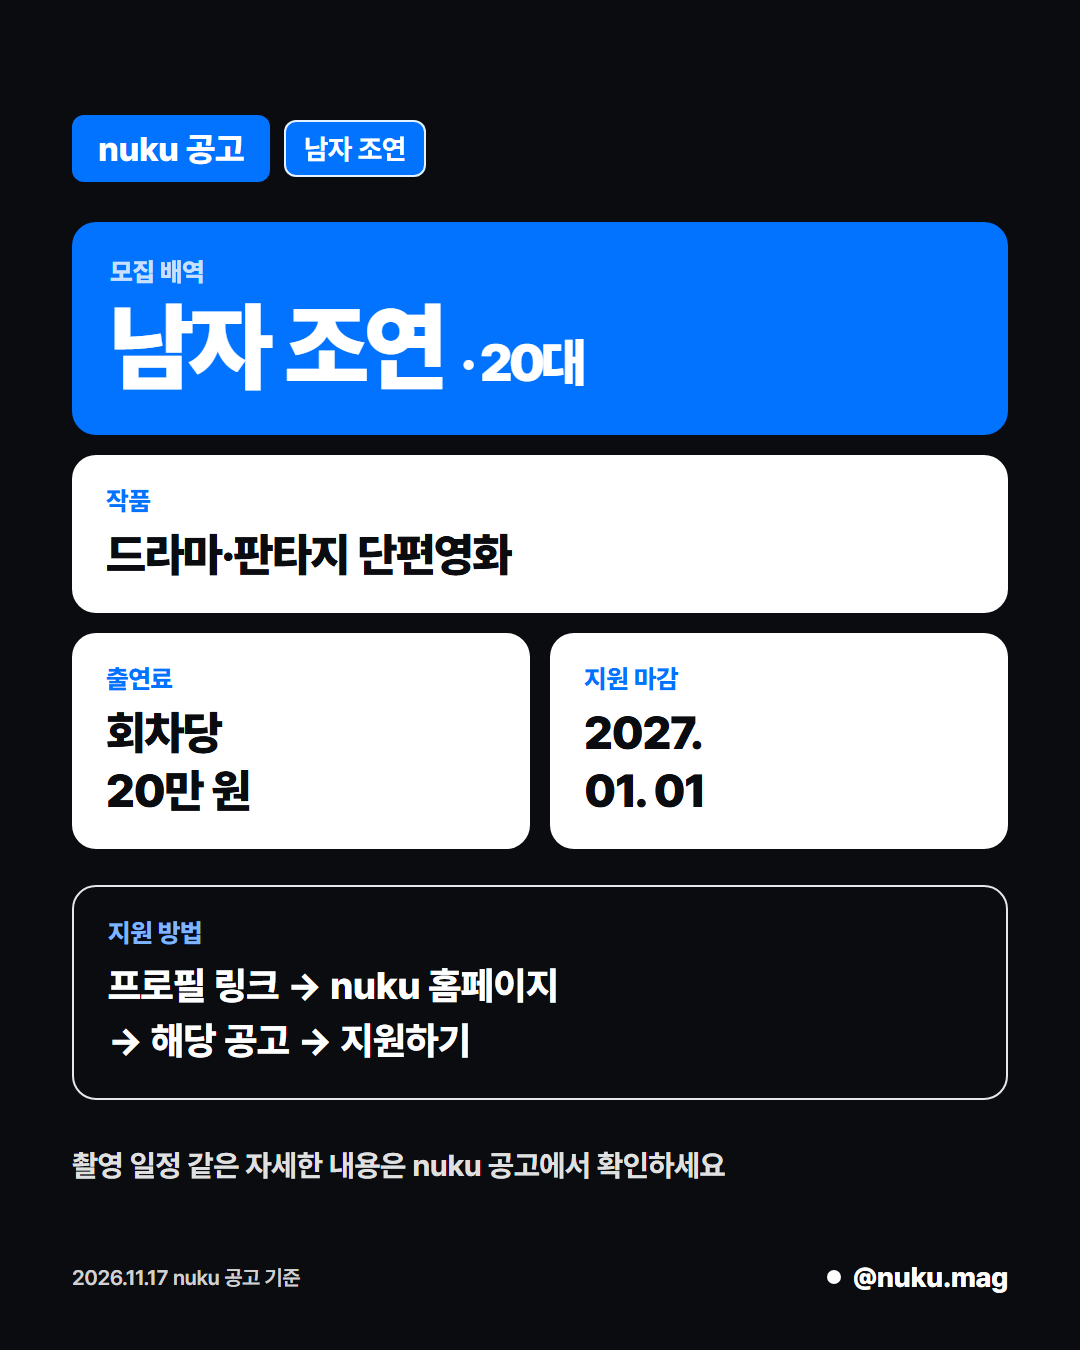 nuku 공고
남자 조연
모집 배역
남자 조연 · 20대
작품
드라마·판타지 단편영화
출연료
회차당
20만 원
지원 마감
2027.
01. 01
지원 방법
프로필 링크 → nuku 홈페이지
→ 해당 공고 → 지원하기
촬영 일정 같은 자세한 내용은 nuku 공고에서 확인하세요
2026.11.17 nuku 공고 기준
@nuku.mag